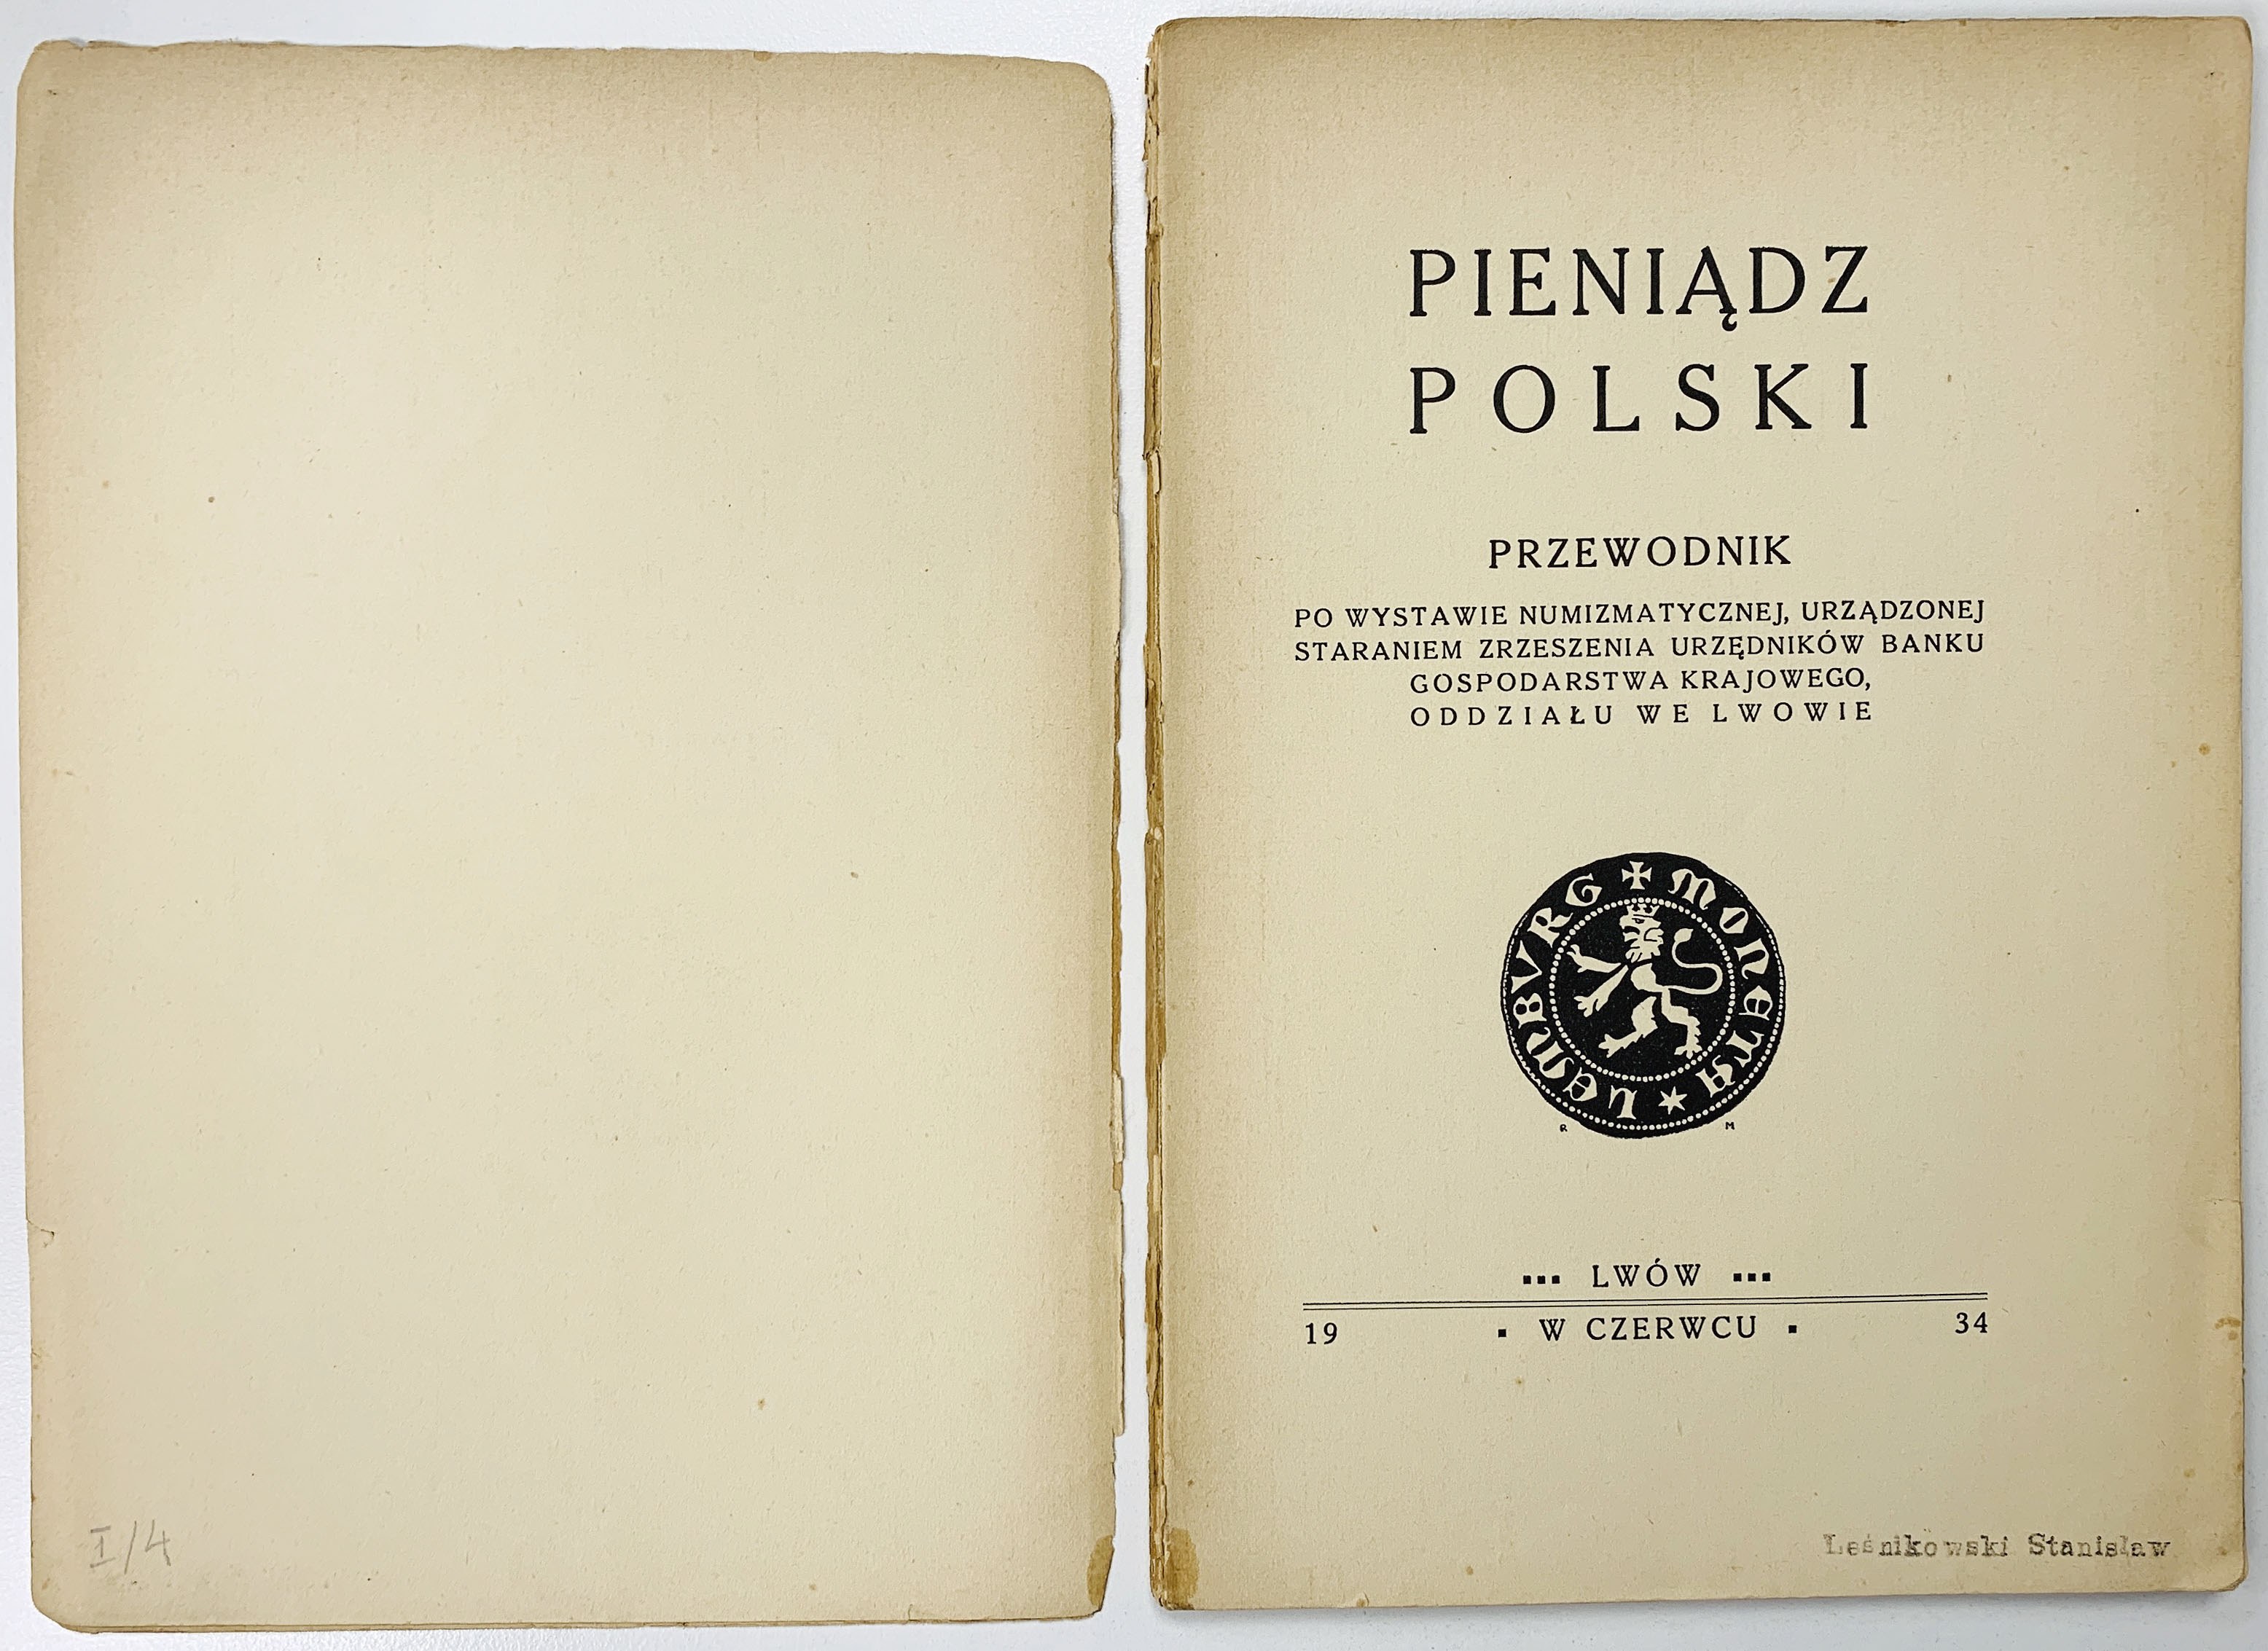 I/4
PIENIĄDZ
POLSKI
PRZEWODNIK
PO WYSTAWIE NUMIZMATYCZNEJ, URZĄDZONEJ
STARANIEM ZRZESZENIA URZĘDNIKÓW BANKU
GOSPODARSTWA KRAJOWEGO,
ODDZIAŁU WE LWOWIE
✠ MONETA ★ LEMBVRG
R M
▪▪▪ LWÓW ▪▪▪
19 ▪ W CZERWCU ▪ 34
Leśnikowski Stanisław